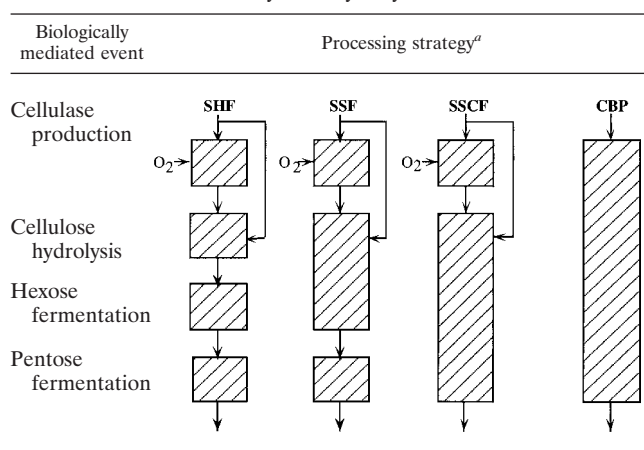 Biologically
mediated event
Processing strategyᵃ
Cellulase
production
SHF
SSF
SSCF
CBP
O₂
O₂
O₂
Cellulose
hydrolysis
Hexose
fermentation
Pentose
fermentation